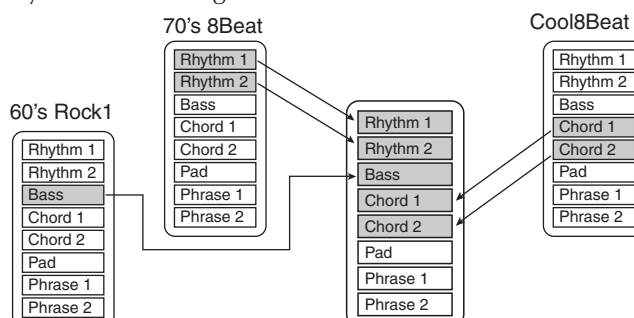 70's 8Beat
Rhythm 1
Rhythm 2
Bass
Chord 1
Chord 2
Pad
Phrase 1
Phrase 2
Cool8Beat
Rhythm 1
Rhythm 2
Bass
Chord 1
Chord 2
Pad
Phrase 1
Phrase 2
60's Rock1
Rhythm 1
Rhythm 2
Bass
Chord 1
Chord 2
Pad
Phrase 1
Phrase 2
Rhythm 1
Rhythm 2
Bass
Chord 1
Chord 2
Pad
Phrase 1
Phrase 2